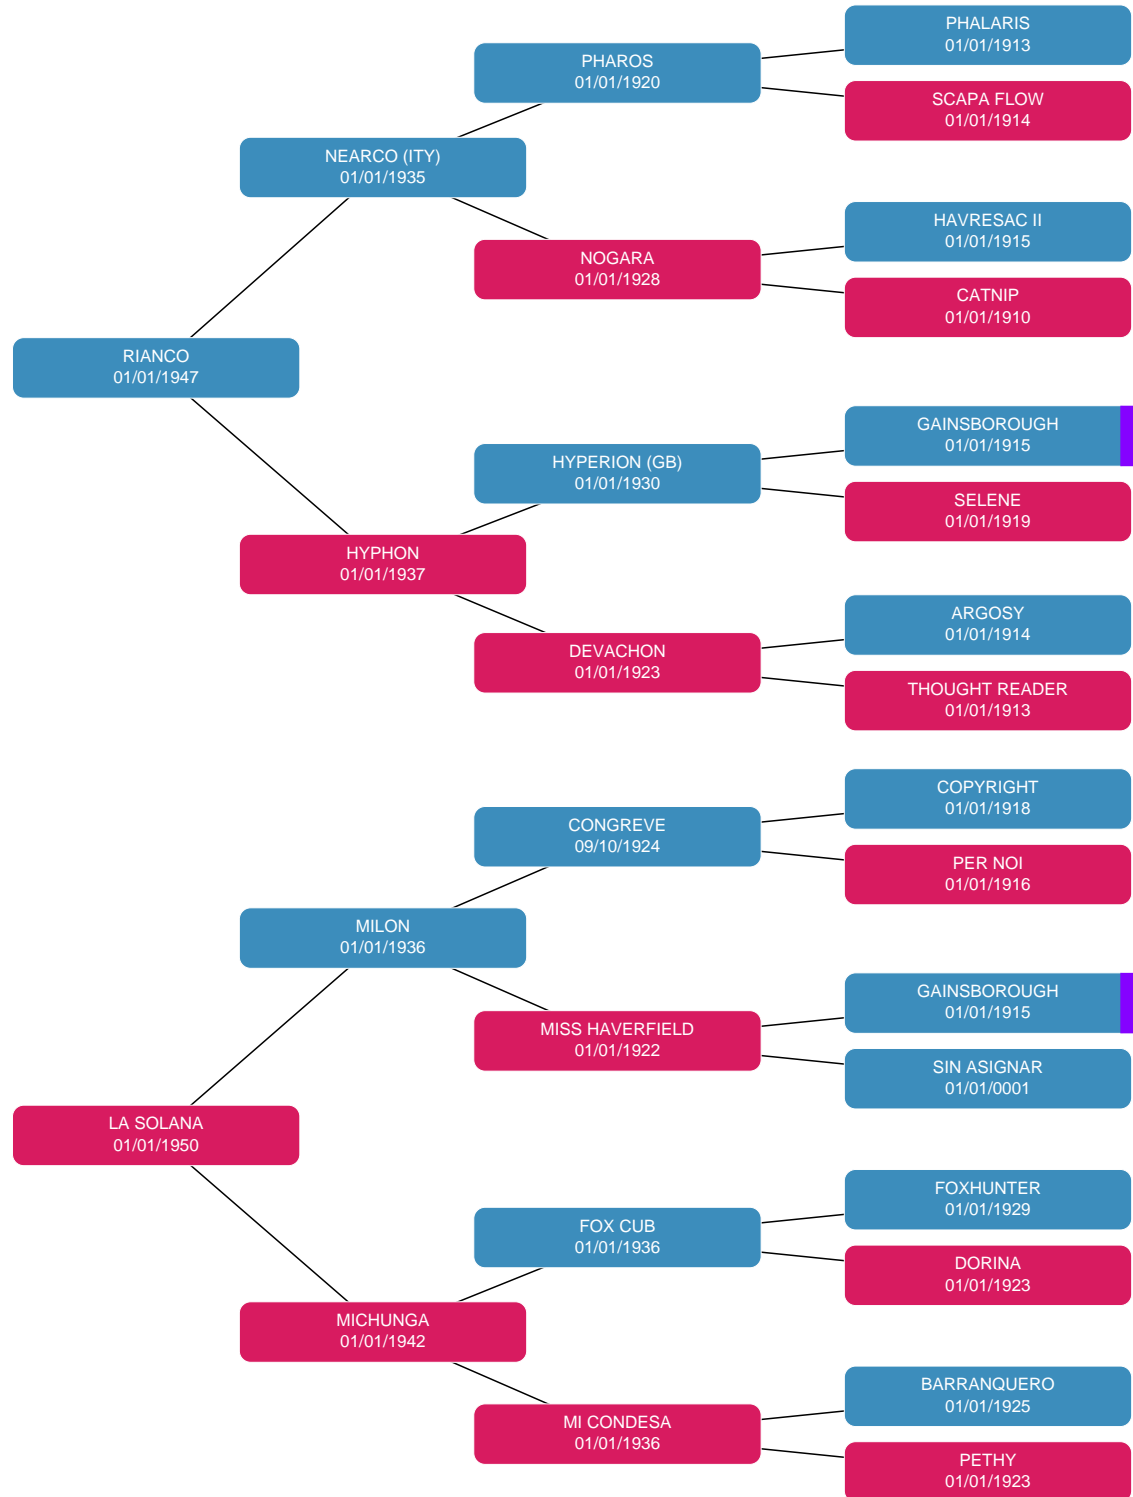 PHALARIS
01/01/1913
PHAROS
01/01/1920
SCAPA FLOW
01/01/1914
NEARCO (ITY)
01/01/1935
HAVRESAC II
01/01/1915
NOGARA
01/01/1928
CATNIP
01/01/1910
RIANCO
01/01/1947
GAINSBOROUGH
01/01/1915
HYPERION (GB)
01/01/1930
SELENE
01/01/1919
HYPHON
01/01/1937
ARGOSY
01/01/1914
DEVACHON
01/01/1923
THOUGHT READER
01/01/1913
COPYRIGHT
01/01/1918
CONGREVE
09/10/1924
PER NOI
01/01/1916
MILON
01/01/1936
GAINSBOROUGH
01/01/1915
MISS HAVERFIELD
01/01/1922
SIN ASIGNAR
01/01/0001
LA SOLANA
01/01/1950
FOXHUNTER
01/01/1929
FOX CUB
01/01/1936
DORINA
01/01/1923
MICHUNGA
01/01/1942
BARRANQUERO
01/01/1925
MI CONDESA
01/01/1936
PETHY
01/01/1923